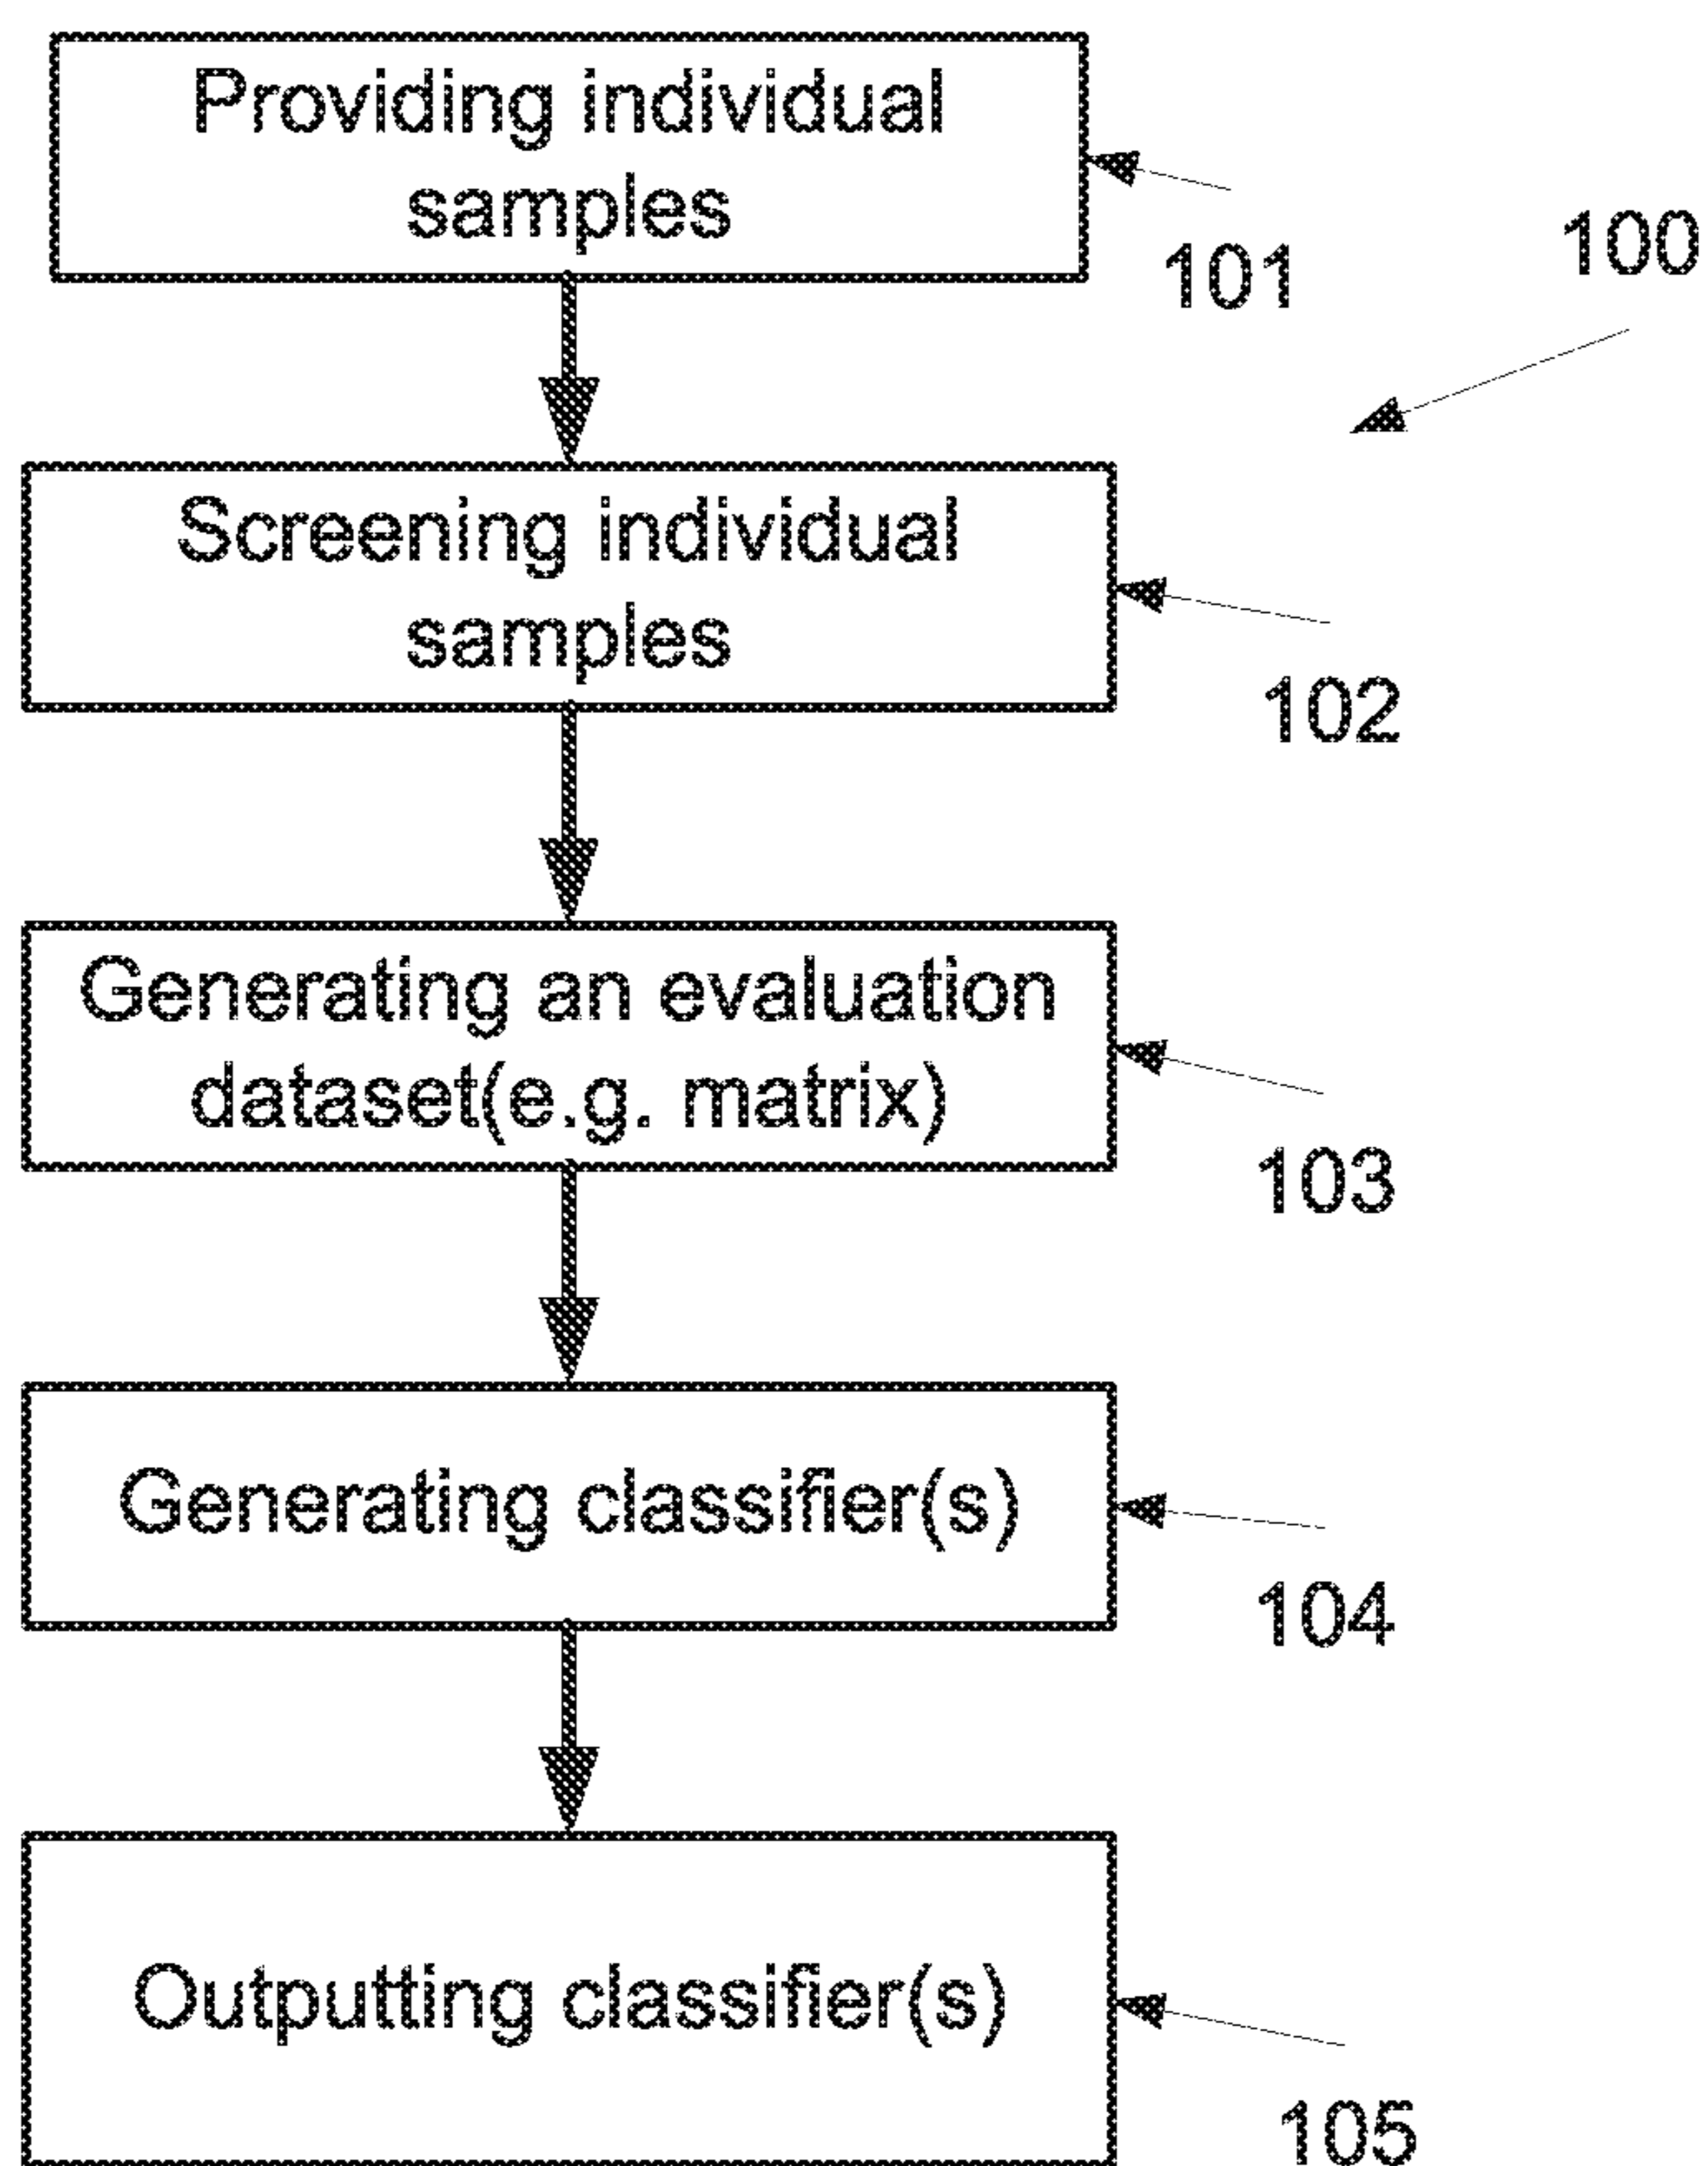 Providing individual
samples
101
100
Screening individual
samples
102
Generating an evaluation
dataset(e.g. matrix)
103
Generating classifier(s)
104
Outputting classifier(s)
105